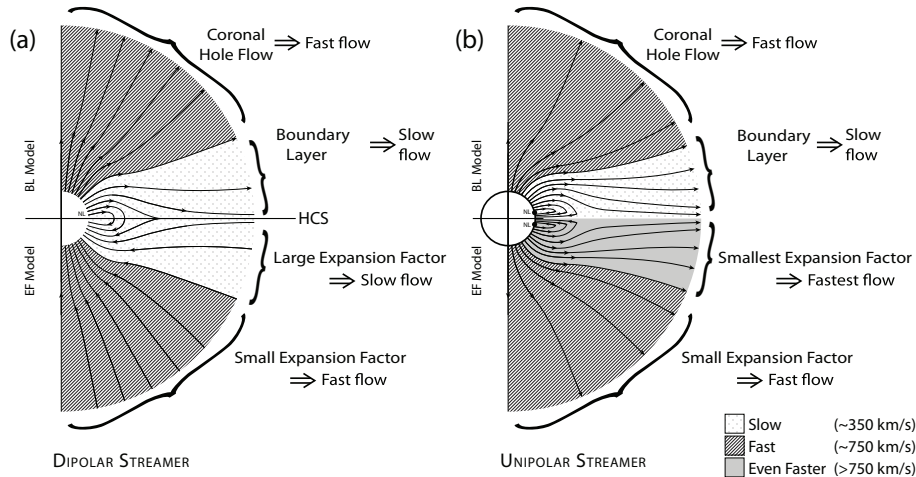 (a)
Coronal
Hole Flow ⇒ Fast flow
BL Model
Boundary
Layer
⇒ Slow
flow
NL
HCS
EF Model
Large Expansion Factor
⇒ Slow flow
Small Expansion Factor
⇒ Fast flow
DIPOLAR STREAMER
(b)
Coronal
Hole Flow ⇒ Fast flow
BL Model
Boundary
Layer
⇒ Slow
flow
NL
NL
EF Model
Smallest Expansion Factor
⇒ Fastest flow
Small Expansion Factor
⇒ Fast flow
UNIPOLAR STREAMER
Slow (~350 km/s)
Fast (~750 km/s)
Even Faster (>750 km/s)